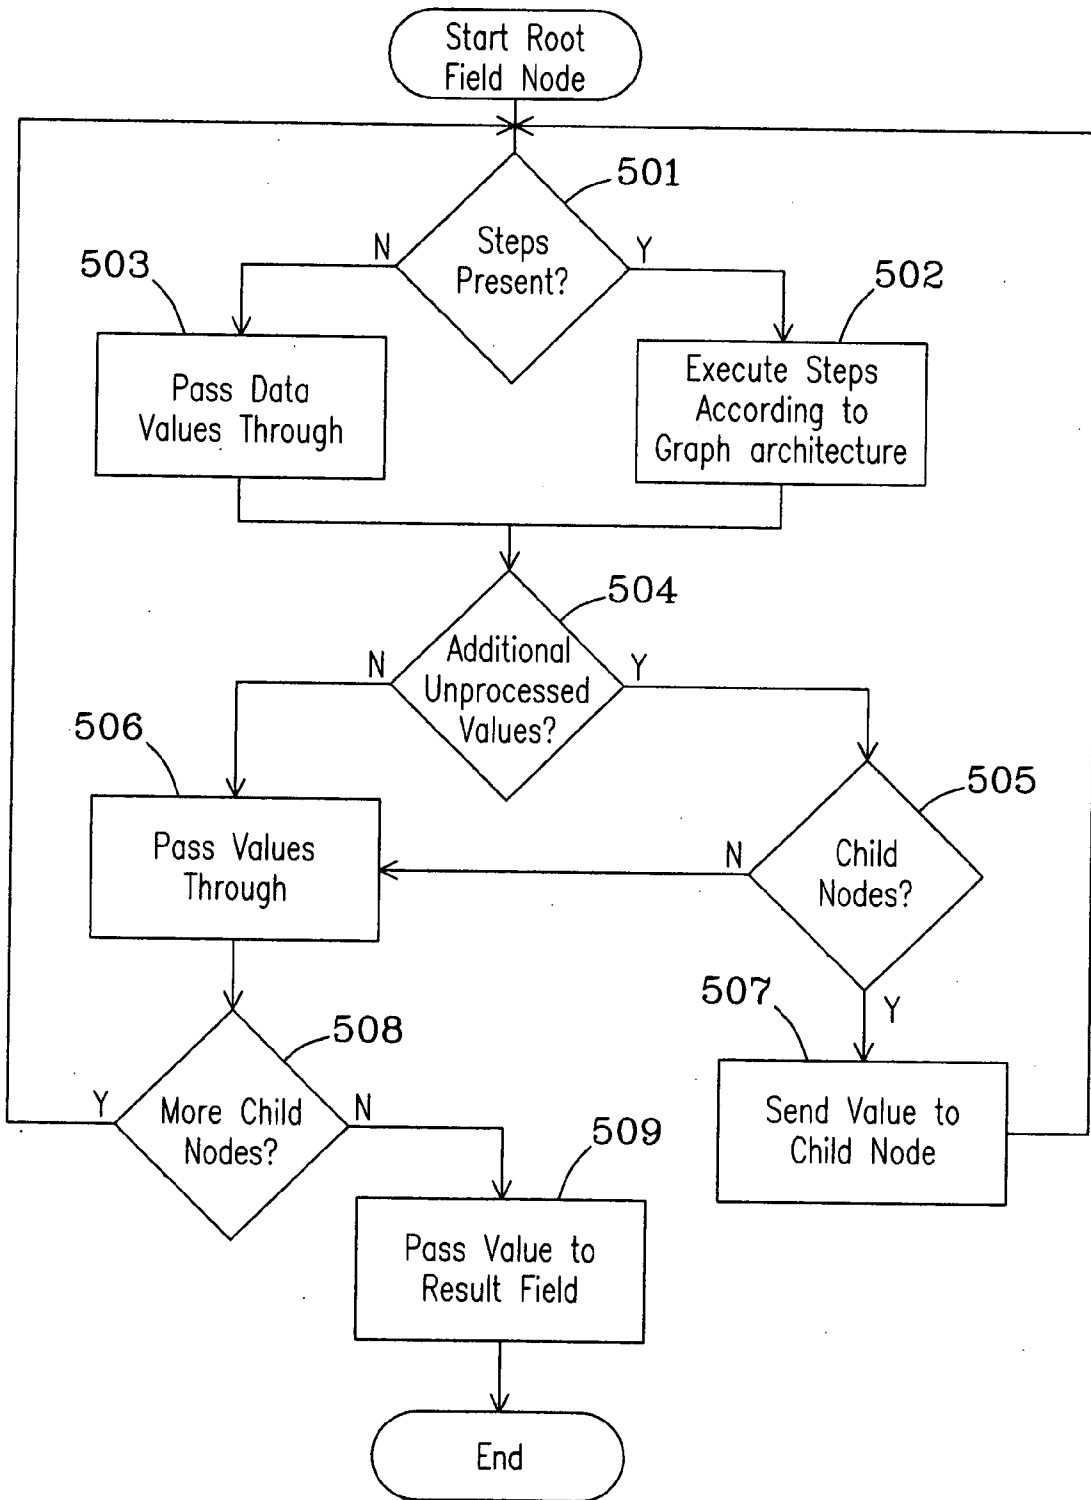 Start Root
Field Node
501
Steps
Present?
N
Y
503
502
Pass Data
Values Through
Execute Steps
According to
Graph architecture
504
Additional
Unprocessed
Values?
N
Y
506
505
Pass Values
Through
Child
Nodes?
N
Y
507
508
More Child
Nodes?
Y
N
Send Value to
Child Node
509
Pass Value to
Result Field
End